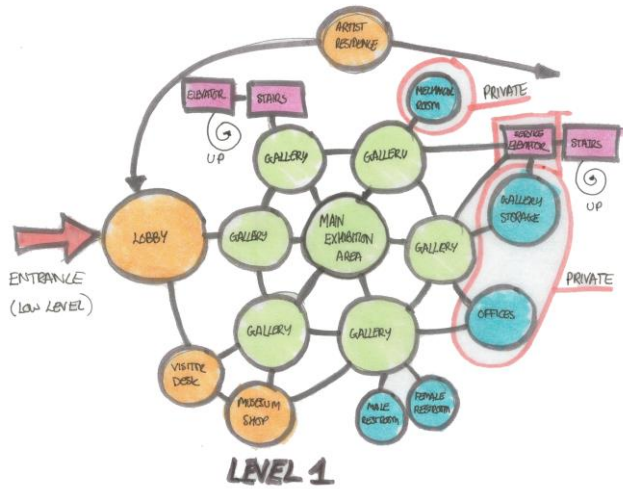 ARTIST
RESIDENCE
ELEVATOR
STAIRS
UP
MECHANICAL
ROOM
PRIVATE
SERVICE
ELEVATOR
STAIRS
UP
GALLERY
GALLERY
GALLERY
STORAGE
LOBBY
GALLERY
MAIN
EXHIBITION
AREA
GALLERY
ENTRANCE
(LOW LEVEL)
PRIVATE
GALLERY
GALLERY
OFFICES
VISITOR
DESK
MUSEUM
SHOP
MALE
RESTROOM
FEMALE
RESTROOM
LEVEL 1